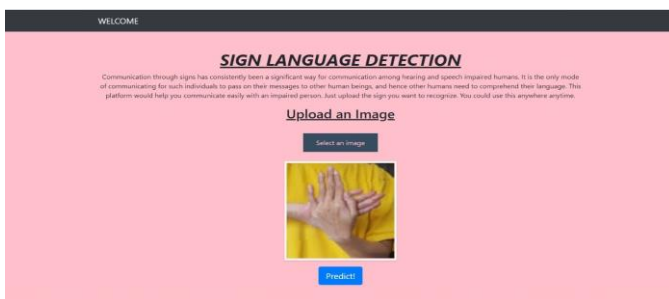 WELCOME
SIGN LANGUAGE DETECTION
Communication through signs has consistently been a significant way for communication among hearing and speech impaired humans. It is the only mode
of communicating for such individuals to pass on their messages to other human beings, and hence other humans need to comprehend their language. This
platform would help you communicate easily with an impaired person. Just upload the sign you want to recognize. You could use this anywhere anytime.
Upload an Image
Select an image
Predict!